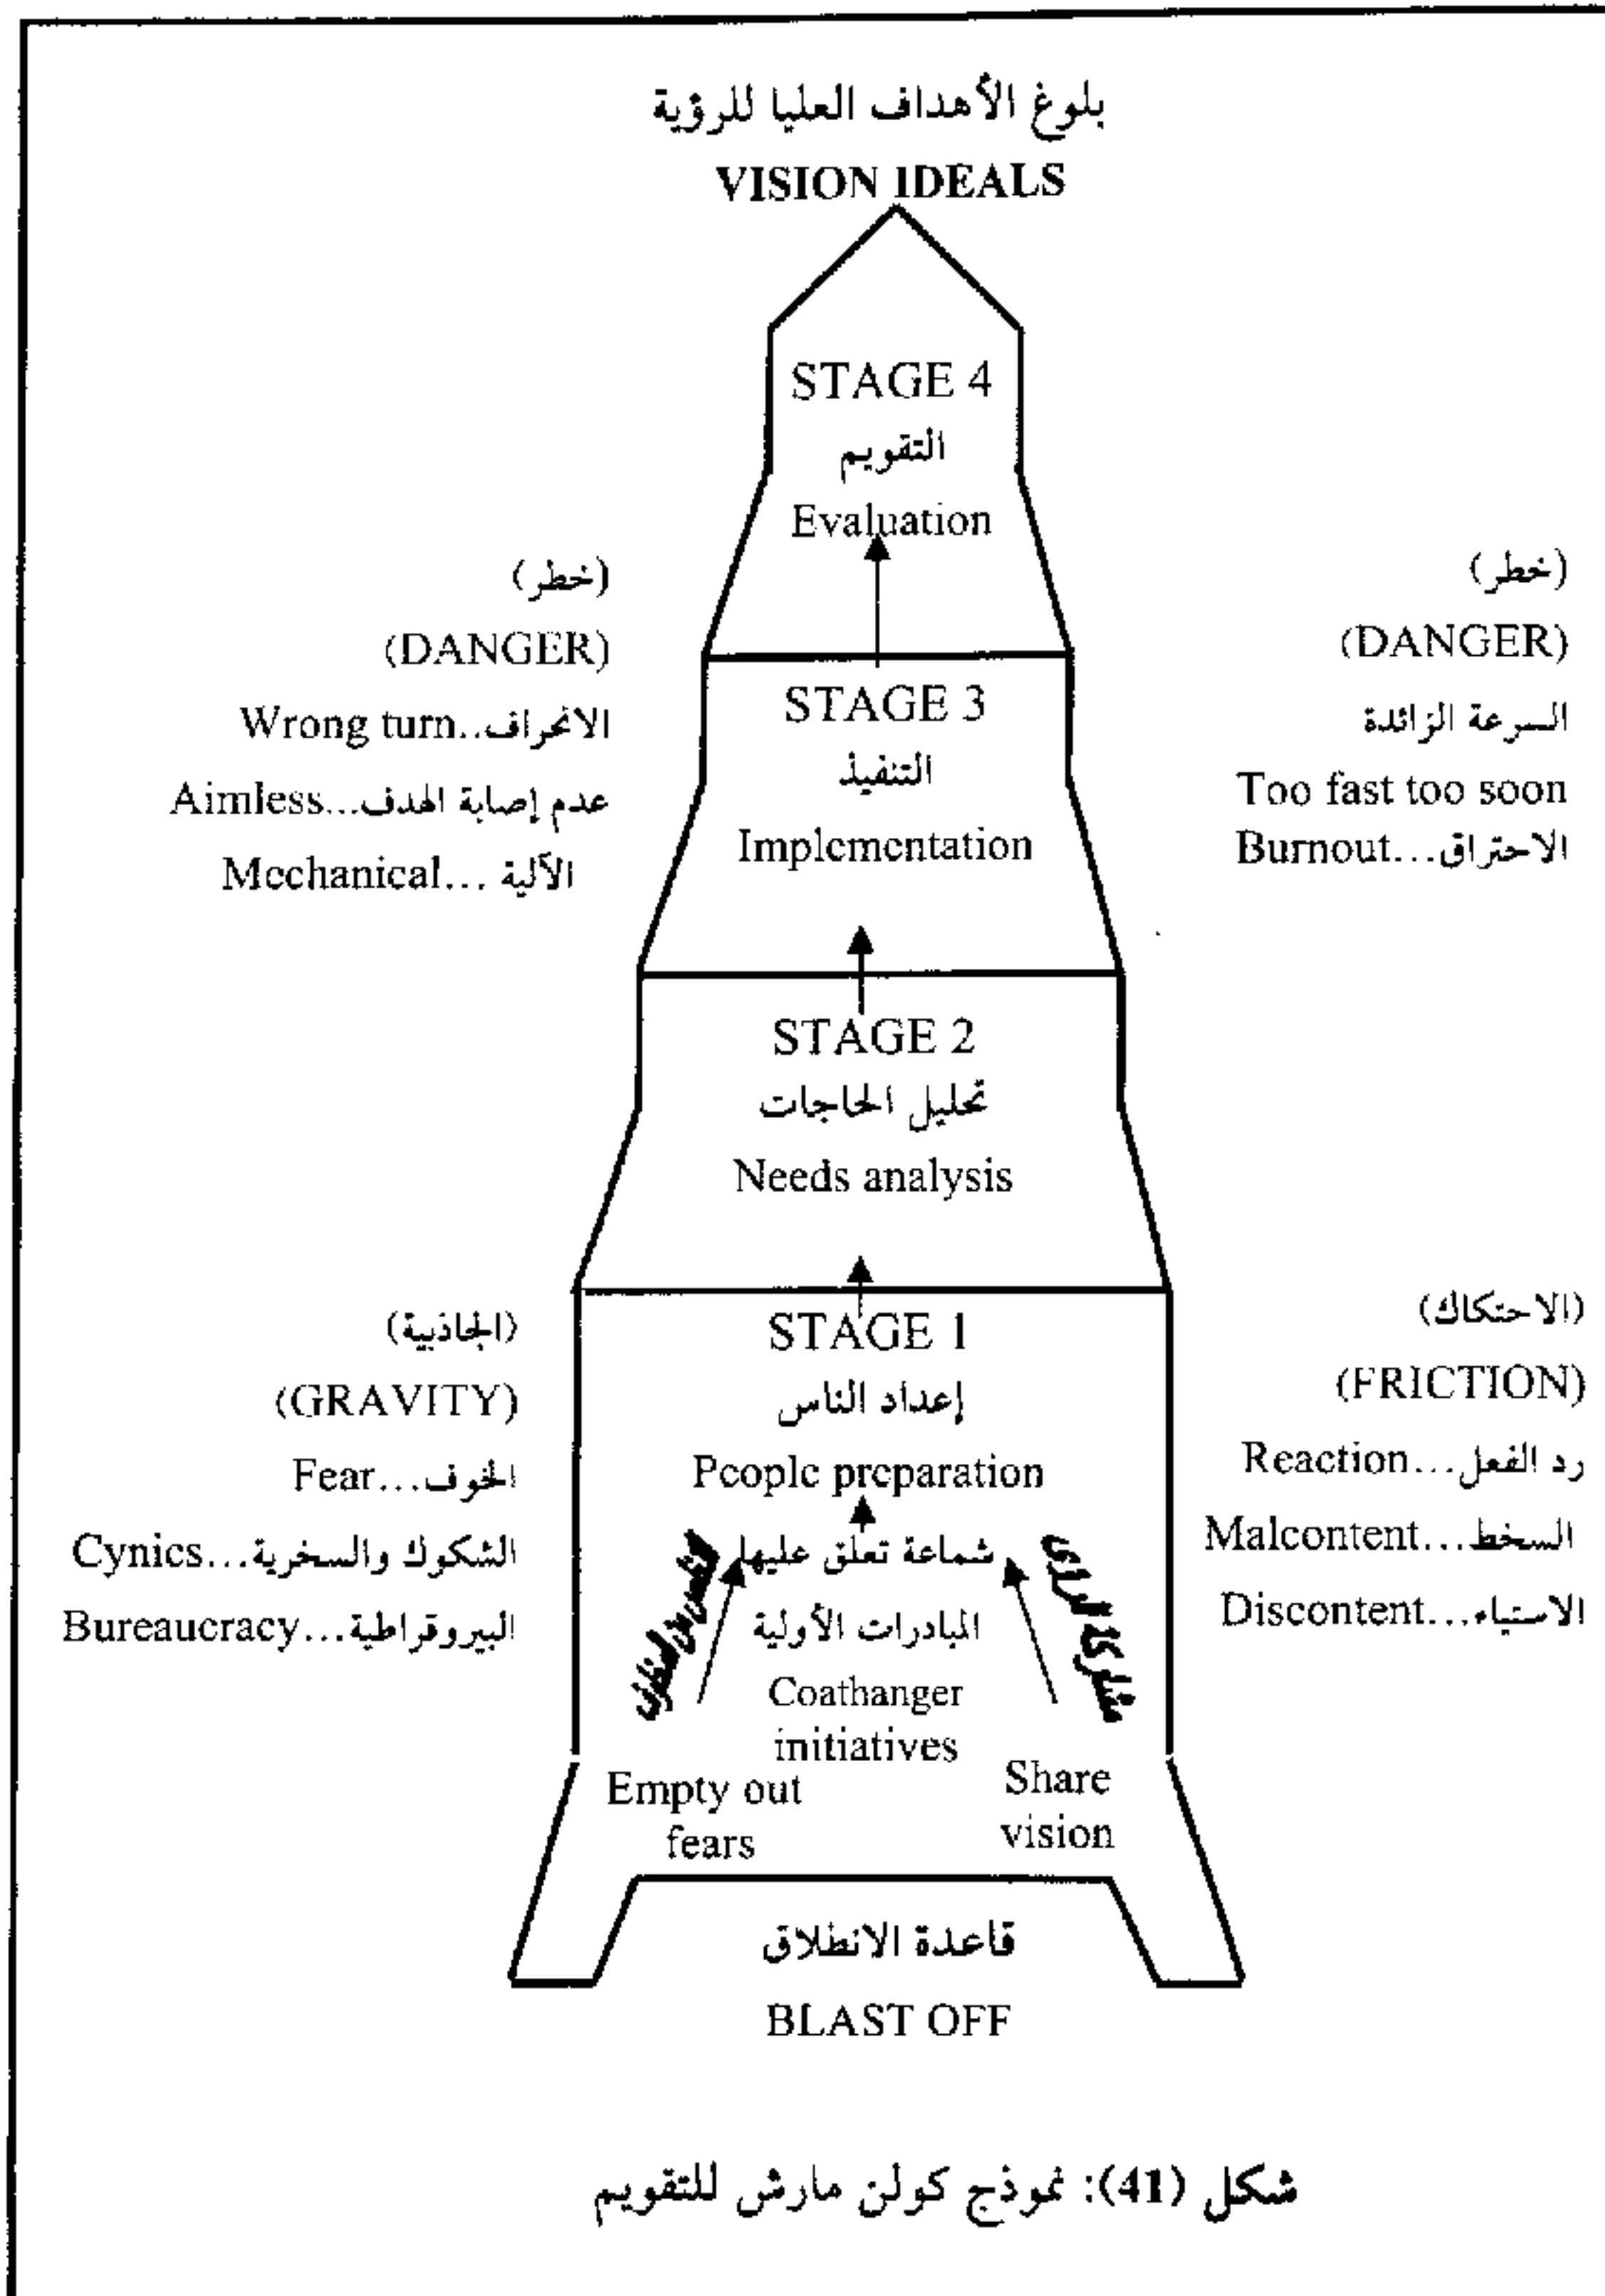 بلوغ الأهداف العليا للرؤية
VISION IDEALS
STAGE 4
التقويم
Evaluation
(خطر)
(DANGER)
Wrong turn..الانحراف
Aimless...عدم إصابة الهدف
Mechanical... الآلية
(خطر)
(DANGER)
السرعة الزائدة
Too fast too soon
Burnout...الاحتراق
STAGE 3
التنفيذ
Implementation
STAGE 2
تحليل الحاجات
Needs analysis
(الجاذبية)
(GRAVITY)
Fear...الخوف
Cynics...الشكوك والسخرية
Bureaucracy...البيروقراطية
(الاحتكاك)
(FRICTION)
Reaction...رد الفعل
Malcontent...السخط
Discontent...الاستياء
STAGE 1
إعداد الناس
People preparation
شماعة تعلق عليها
المبادرات الأولية
Coathanger
initiatives
Empty out
fears
مشاركة الرأي
Share
vision
قاعدة الانطلاق
BLAST OFF
شكل (41): نموذج كولن مارش للتقويم